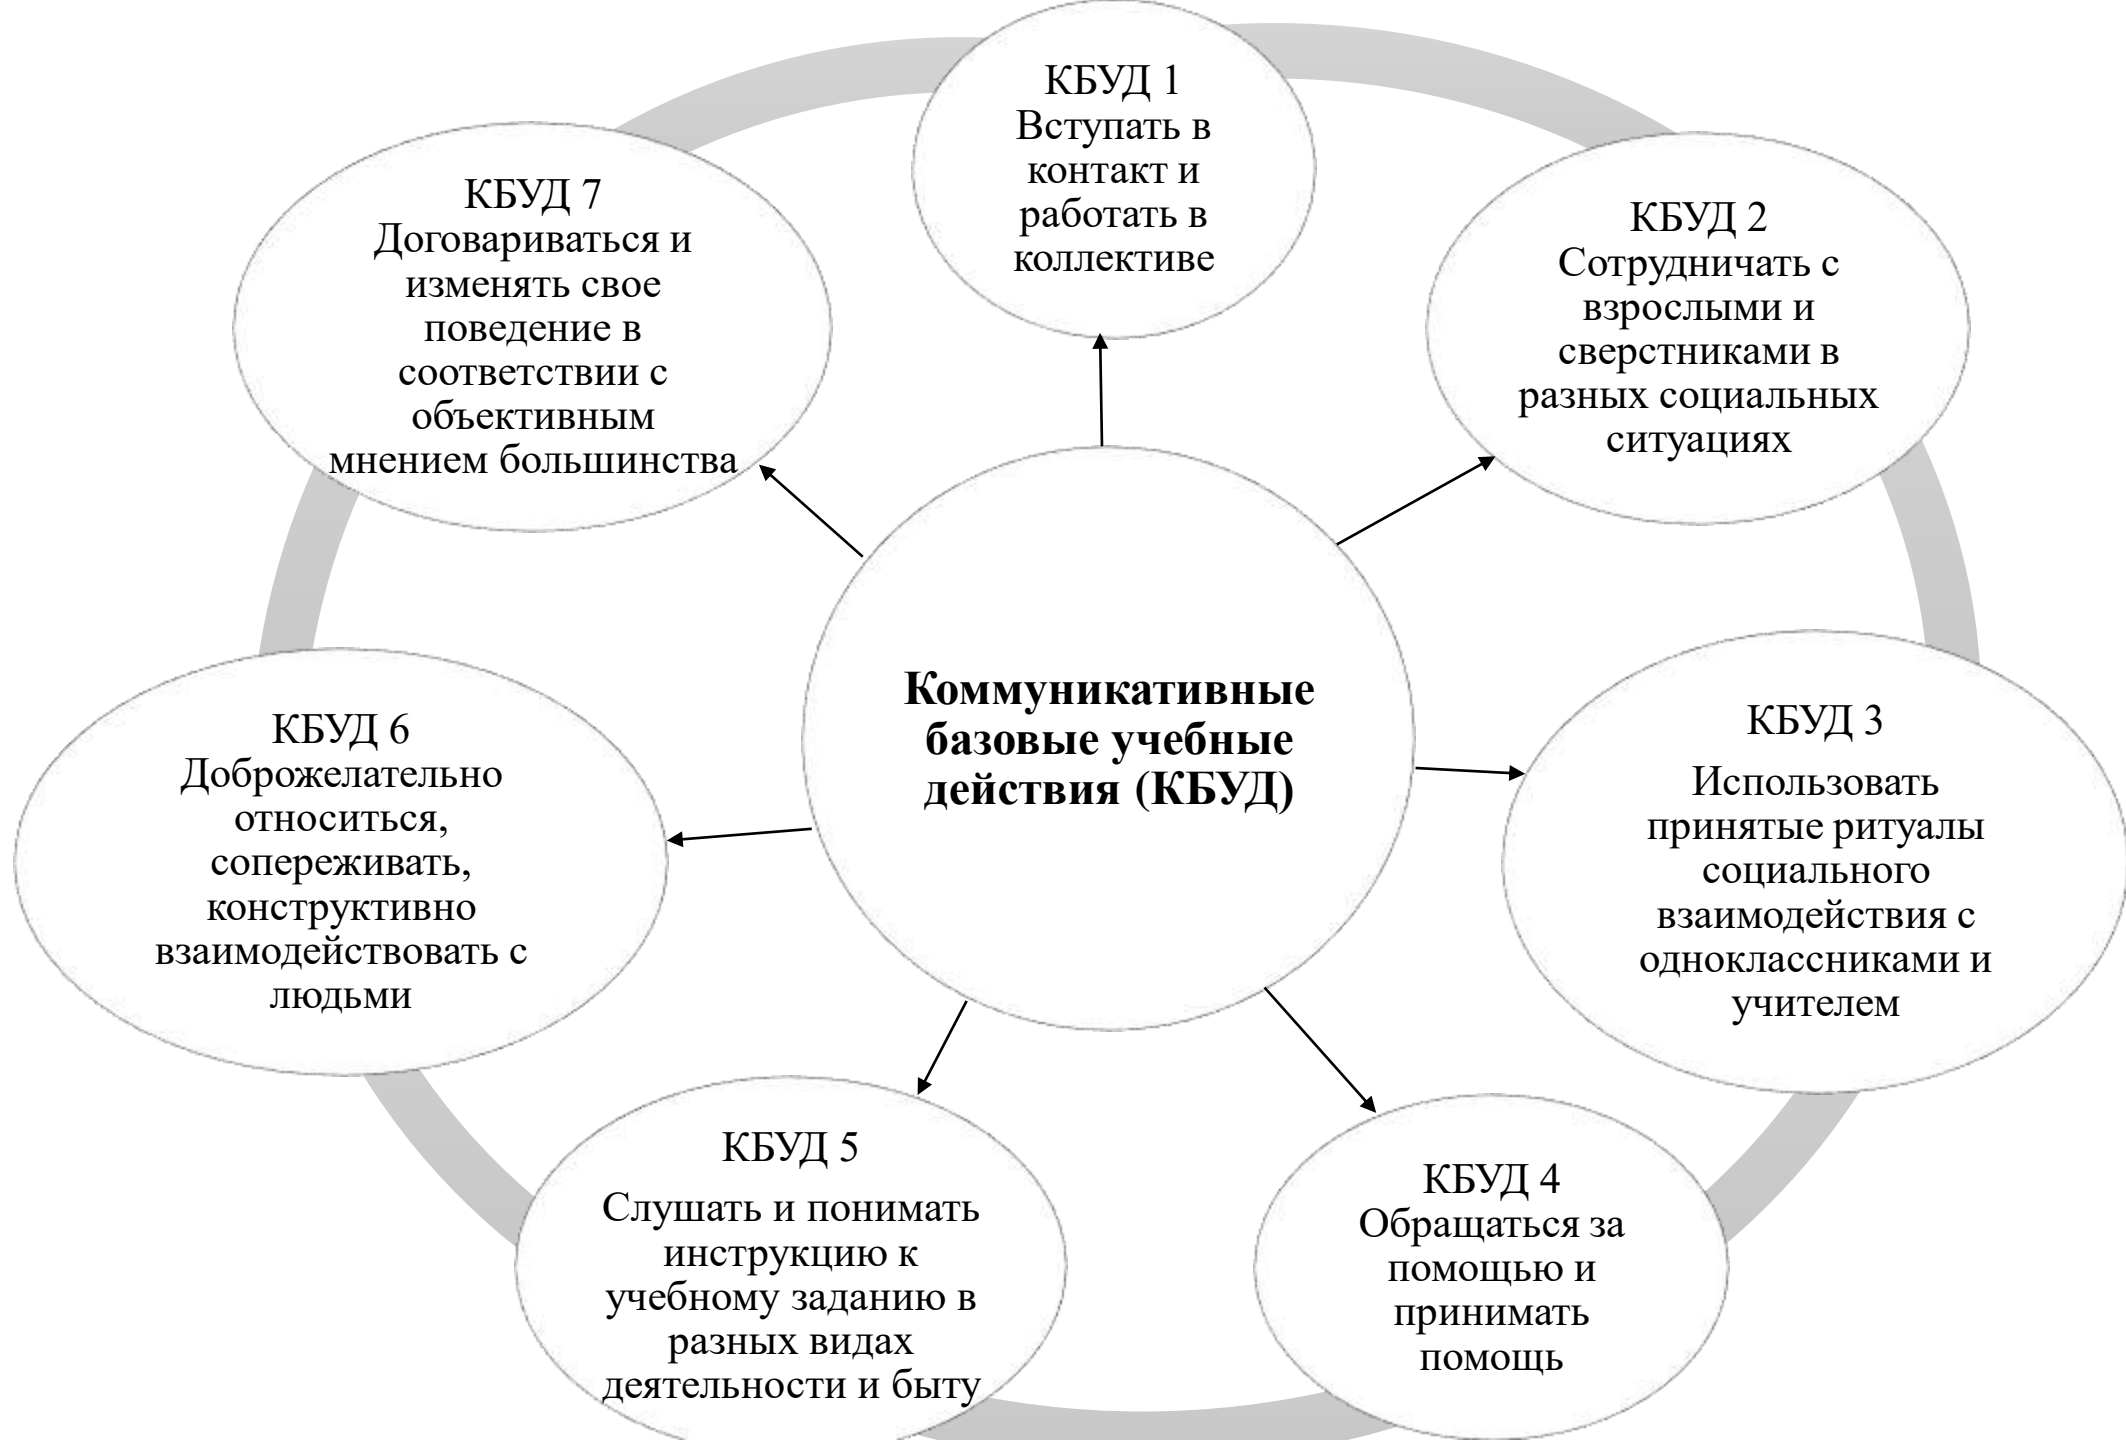 КБУД 1
Вступать в
контакт и
работать в
коллективе
КБУД 2
Сотрудничать с
взрослыми и
сверстниками в
разных социальных
ситуациях
КБУД 3
Использовать
принятые ритуалы
социального
взаимодействия с
одноклассниками и
учителем
КБУД 4
Обращаться за
помощью и
принимать
помощь
КБУД 5
Слушать и понимать
инструкцию к
учебному заданию в
разных видах
деятельности и быту
КБУД 6
Доброжелательно
относиться,
сопереживать,
конструктивно
взаимодействовать с
людьми
КБУД 7
Договариваться и
изменять свое
поведение в
соответствии с
объективным
мнением большинства
Коммуникативные
базовые учебные
действия (КБУД)